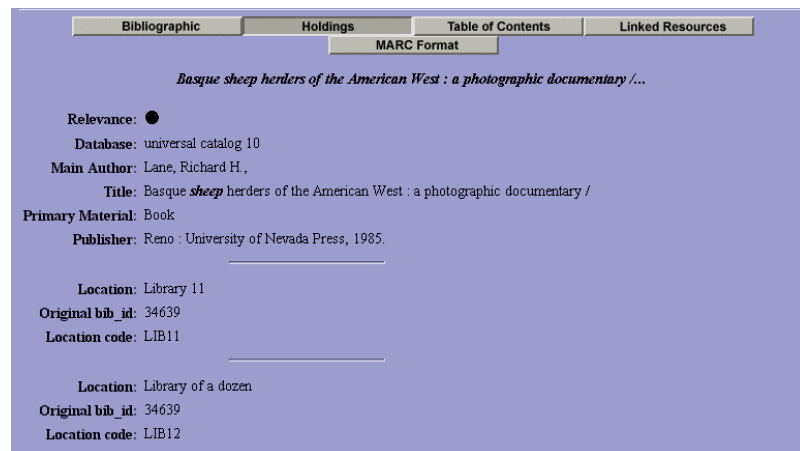 Bibliographic Holdings Table of Contents Linked Resources
MARC Format
Basque sheep herders of the American West : a photographic documentary /...
Relevance:
Database: universal catalog 10
Main Author: Lane, Richard H.,
Title: Basque sheep herders of the American West : a photographic documentary /
Primary Material: Book
Publisher: Reno : University of Nevada Press, 1985.
Location: Library 11
Original bib_id: 34639
Location code: LIB11
Location: Library of a dozen
Original bib_id: 34639
Location code: LIB12